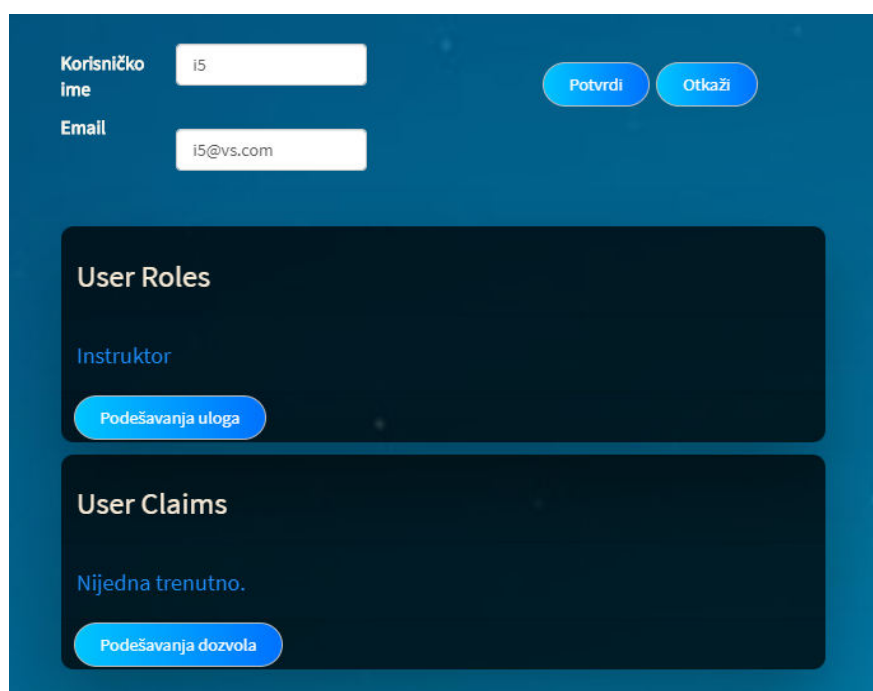 Korisničko
ime
i5
Potvrdi
Otkaži
Email
i5@vs.com
User Roles
Instruktor
Podešavanja uloga
User Claims
Nijedna trenutno.
Podešavanja dozvola